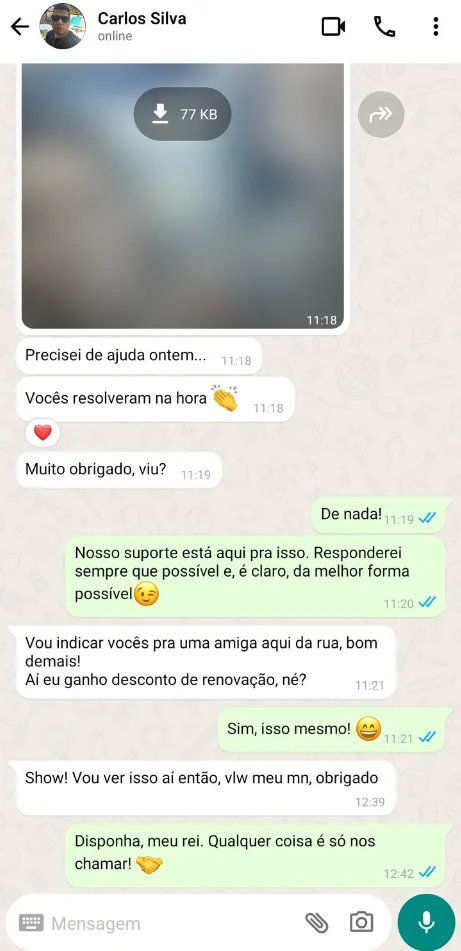 Carlos Silva
online
77 KB
11:18
Precisei de ajuda ontem... 11:18
Vocês resolveram na hora 👏 11:18
❤️
Muito obrigado, viu? 11:19
De nada! 11:19
Nosso suporte está aqui pra isso. Responderei
sempre que possível e, é claro, da melhor forma
possível😉
11:20
Vou indicar vocês pra uma amiga aqui da rua, bom
demais!
Aí eu ganho desconto de renovação, né?
11:21
Sim, isso mesmo! 😄 11:21
Show! Vou ver isso aí então, vlw meu mn, obrigado
12:39
Disponha, meu rei. Qualquer coisa é só nos
chamar! 🤝
12:42
Mensagem